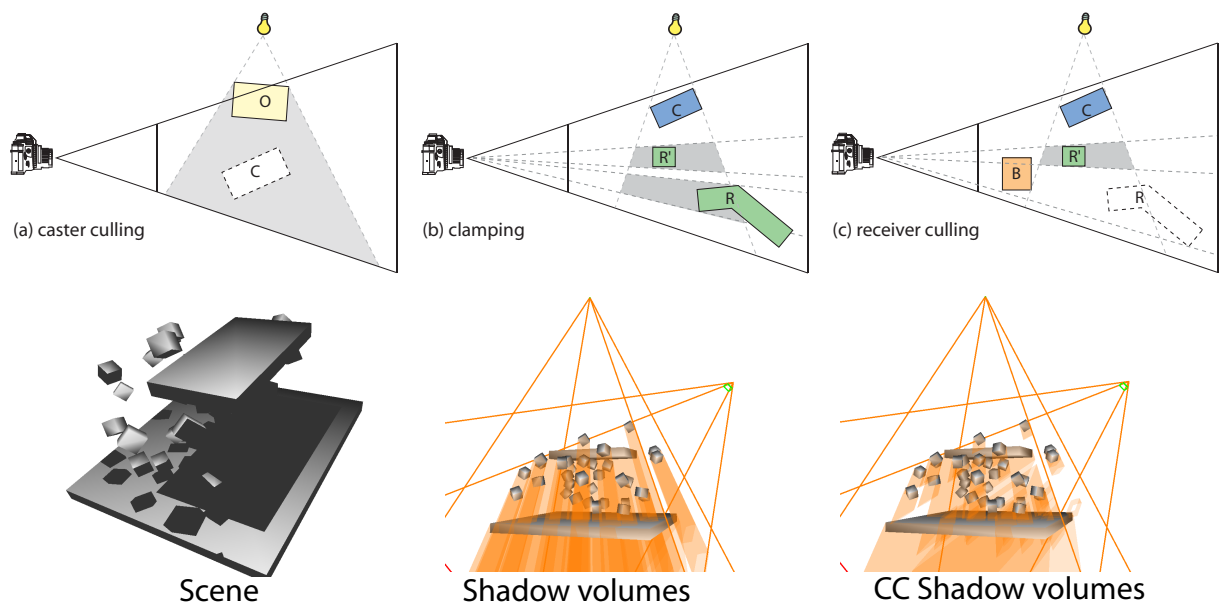 O
C
(a) caster culling
C
R'
R
(b) clamping
C
R'
B
R
(c) receiver culling
Scene
Shadow volumes
CC Shadow volumes